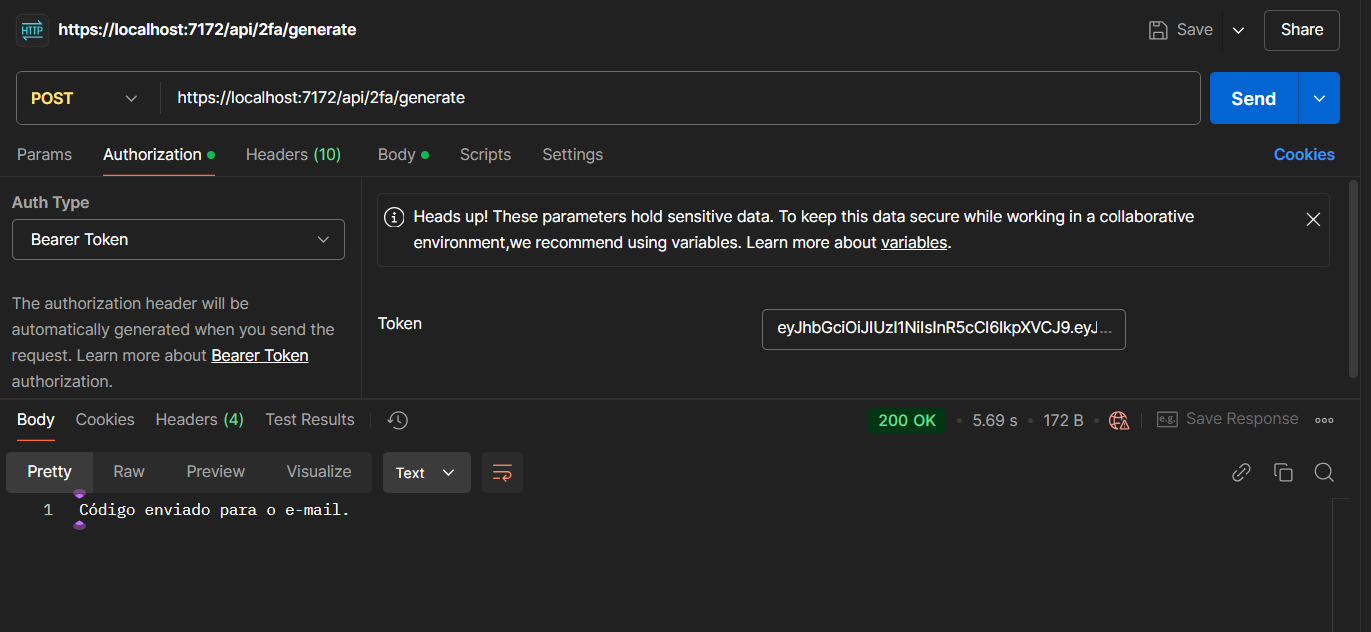 HTTP https://localhost:7172/api/2fa/generate Save Share
POST https://localhost:7172/api/2fa/generate Send
Params Authorization Headers (10) Body Scripts Settings Cookies
Auth Type
Bearer Token
The authorization header will be
automatically generated when you send the
request. Learn more about Bearer Token
authorization.
Heads up! These parameters hold sensitive data. To keep this data secure while working in a collaborative
environment,we recommend using variables. Learn more about variables.
Token eyJhbGciOiJIUzI1NiIsInR5cCI6IkpXVCJ9.eyJ...
Body Cookies Headers (4) Test Results 200 OK • 5.69 s • 172 B • e.g. Save Response
Pretty Raw Preview Visualize Text
1 Código enviado para o e-mail.